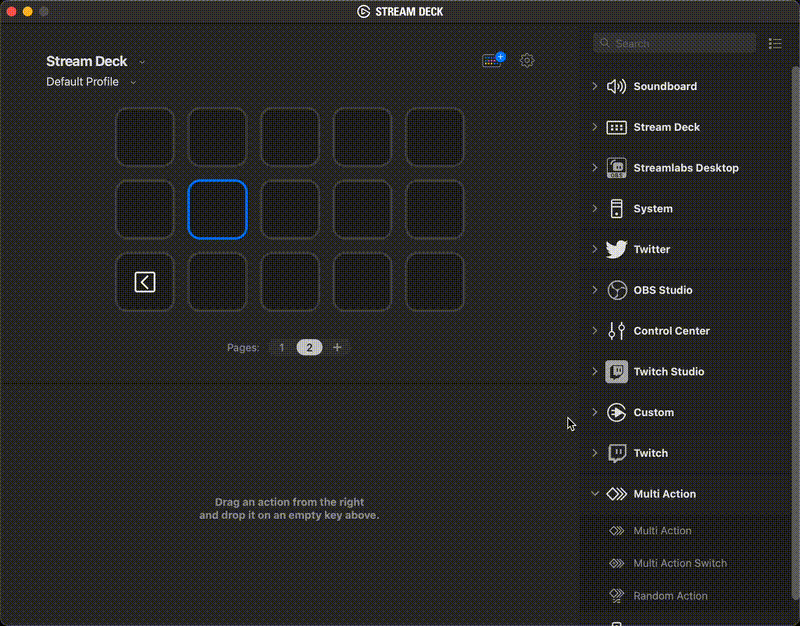 STREAM DECK
Stream Deck
Default Profile
Pages: 1 2 +
Drag an action from the right
and drop it on an empty key above.
Search
Soundboard
Stream Deck
OBS
Streamlabs Desktop
System
Twitter
OBS Studio
Control Center
Twitch Studio
Custom
Twitch
Multi Action
Multi Action
Multi Action Switch
Random Action